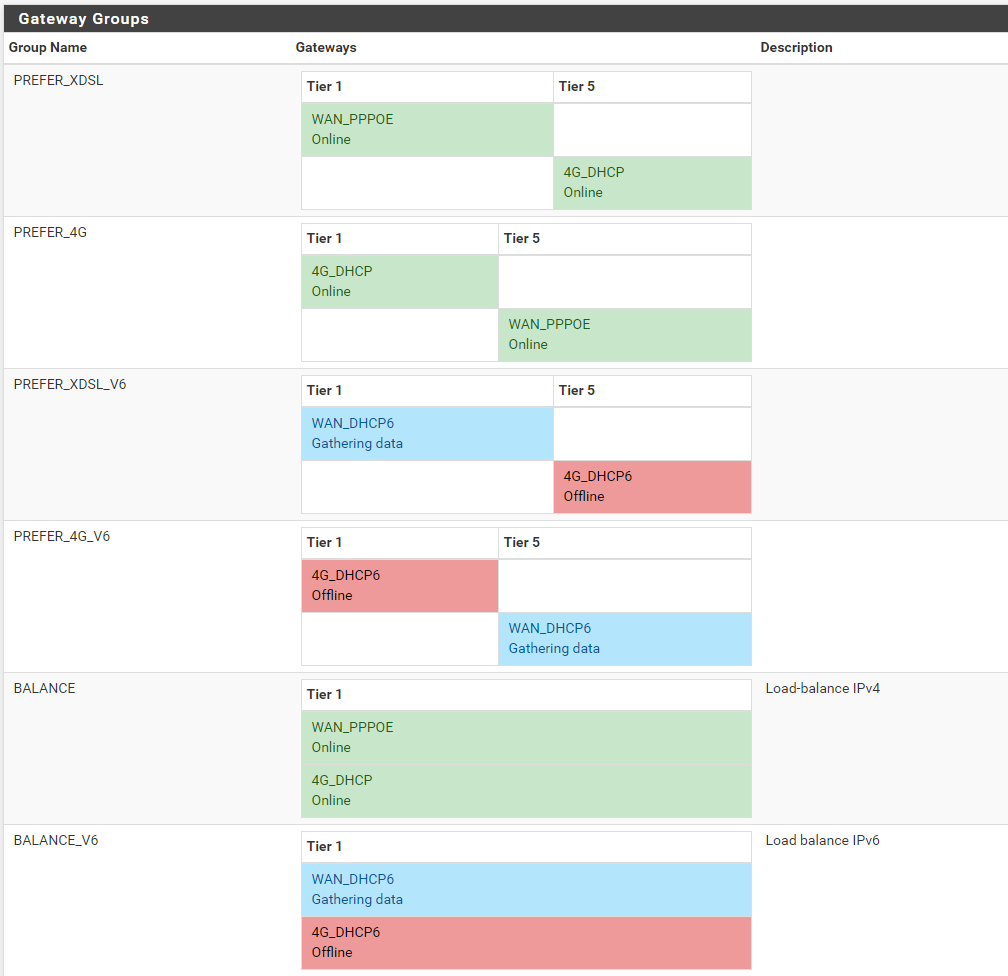 Gateway Groups
Group Name Gateways Description
PREFER_XDSL
Tier 1 Tier 5
WAN_PPPOE
Online
4G_DHCP
Online
PREFER_4G
Tier 1 Tier 5
4G_DHCP
Online
WAN_PPPOE
Online
PREFER_XDSL_V6
Tier 1 Tier 5
WAN_DHCP6
Gathering data
4G_DHCP6
Offline
PREFER_4G_V6
Tier 1 Tier 5
4G_DHCP6
Offline
WAN_DHCP6
Gathering data
BALANCE
Tier 1
WAN_PPPOE
Online
4G_DHCP
Online
Load-balance IPv4
BALANCE_V6
Tier 1
WAN_DHCP6
Gathering data
4G_DHCP6
Offline
Load balance IPv6